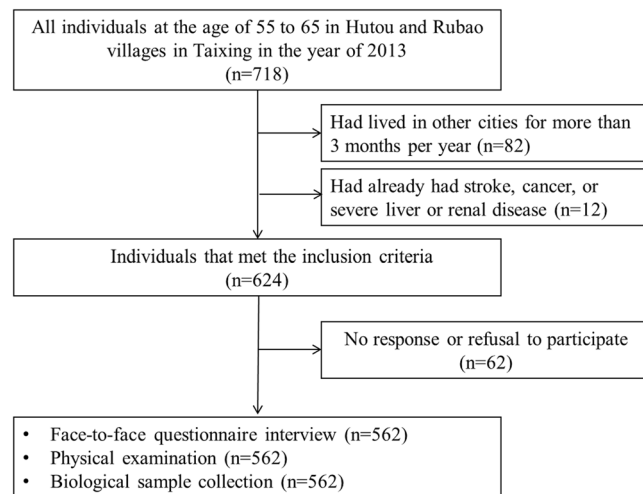 All individuals at the age of 55 to 65 in Hutou and Rubao
villages in Taixing in the year of 2013
(n=718)
Had lived in other cities for more than
3 months per year (n=82)
Had already had stroke, cancer, or
severe liver or renal disease (n=12)
Individuals that met the inclusion criteria
(n=624)
No response or refusal to participate
(n=62)
• Face-to-face questionnaire interview (n=562)
• Physical examination (n=562)
• Biological sample collection (n=562)